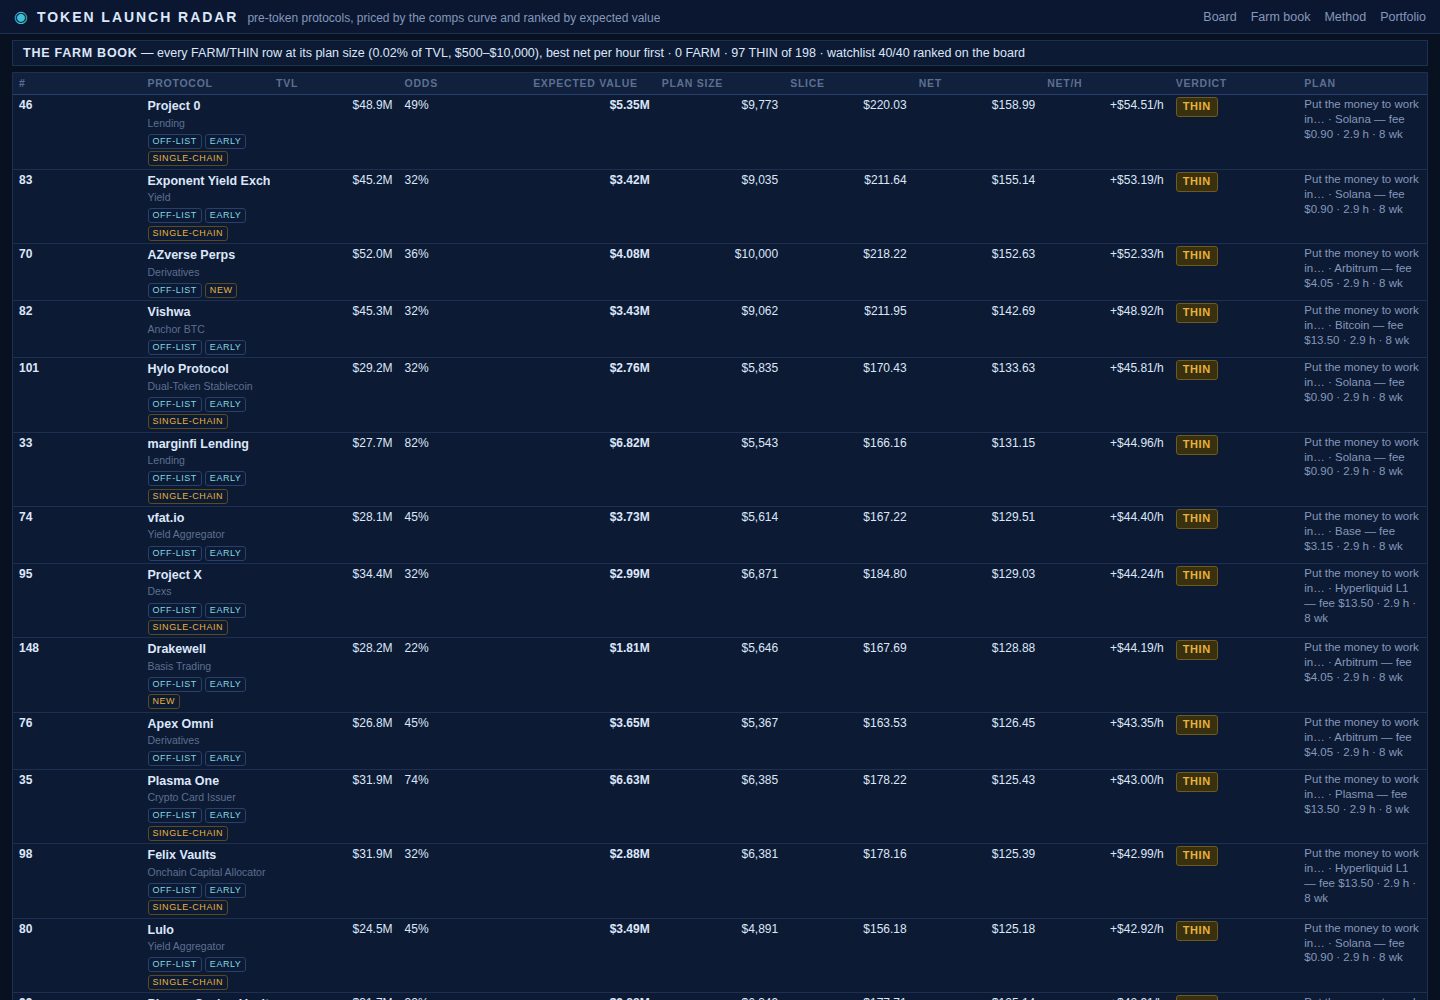 ◉ TOKEN LAUNCH RADAR pre-token protocols, priced by the comps curve and ranked by expected value Board Farm book Method Portfolio
THE FARM BOOK — every FARM/THIN row at its plan size (0.02% of TVL, $500–$10,000), best net per hour first · 0 FARM · 97 THIN of 198 · watchlist 40/40 ranked on the board
# PROTOCOL TVL ODDS EXPECTED VALUE PLAN SIZE SLICE NET NET/H VERDICT PLAN
46 Project 0 $48.9M 49% $5.35M $9,773 $220.03 $158.99 +$54.51/h THIN Put the money to work
Lending in… · Solana — fee
OFF-LIST EARLY $0.90 · 2.9 h · 8 wk
SINGLE-CHAIN
83 Exponent Yield Exch $45.2M 32% $3.42M $9,035 $211.64 $155.14 +$53.19/h THIN Put the money to work
Yield in… · Solana — fee
OFF-LIST EARLY $0.90 · 2.9 h · 8 wk
SINGLE-CHAIN
70 AZverse Perps $52.0M 36% $4.08M $10,000 $218.22 $152.63 +$52.33/h THIN Put the money to work
Derivatives in… · Arbitrum — fee
OFF-LIST NEW $4.05 · 2.9 h · 8 wk
82 Vishwa $45.3M 32% $3.43M $9,062 $211.95 $142.69 +$48.92/h THIN Put the money to work
Anchor BTC in… · Bitcoin — fee
OFF-LIST EARLY $13.50 · 2.9 h · 8 wk
101 Hylo Protocol $29.2M 32% $2.76M $5,835 $170.43 $133.63 +$45.81/h THIN Put the money to work
Dual-Token Stablecoin in… · Solana — fee
OFF-LIST EARLY $0.90 · 2.9 h · 8 wk
SINGLE-CHAIN
33 marginfi Lending $27.7M 82% $6.82M $5,543 $166.16 $131.15 +$44.96/h THIN Put the money to work
Lending in… · Solana — fee
OFF-LIST EARLY $0.90 · 2.9 h · 8 wk
SINGLE-CHAIN
74 vfat.io $28.1M 45% $3.73M $5,614 $167.22 $129.51 +$44.40/h THIN Put the money to work
Yield Aggregator in… · Base — fee
OFF-LIST EARLY $3.15 · 2.9 h · 8 wk
95 Project X $34.4M 32% $2.99M $6,871 $184.80 $129.03 +$44.24/h THIN Put the money to work
Dexs in… · Hyperliquid L1
OFF-LIST EARLY — fee $13.50 · 2.9 h ·
SINGLE-CHAIN 8 wk
148 Drakewell $28.2M 22% $1.81M $5,646 $167.69 $128.88 +$44.19/h THIN Put the money to work
Basis Trading in… · Arbitrum — fee
OFF-LIST EARLY $4.05 · 2.9 h · 8 wk
NEW
76 Apex Omni $26.8M 45% $3.65M $5,367 $163.53 $126.45 +$43.35/h THIN Put the money to work
Derivatives in… · Arbitrum — fee
OFF-LIST EARLY $4.05 · 2.9 h · 8 wk
35 Plasma One $31.9M 74% $6.63M $6,385 $178.22 $125.43 +$43.00/h THIN Put the money to work
Crypto Card Issuer in… · Plasma — fee
OFF-LIST EARLY $13.50 · 2.9 h · 8 wk
SINGLE-CHAIN
98 Felix Vaults $31.9M 32% $2.88M $6,381 $178.16 $125.39 +$42.99/h THIN Put the money to work
Onchain Capital Allocator in… · Hyperliquid L1
OFF-LIST EARLY — fee $13.50 · 2.9 h ·
SINGLE-CHAIN 8 wk
80 Lulo $24.5M 45% $3.49M $4,891 $156.18 $125.18 +$42.92/h THIN Put the money to work
Yield Aggregator in… · Solana — fee
OFF-LIST EARLY $0.90 · 2.9 h · 8 wk
SINGLE-CHAIN